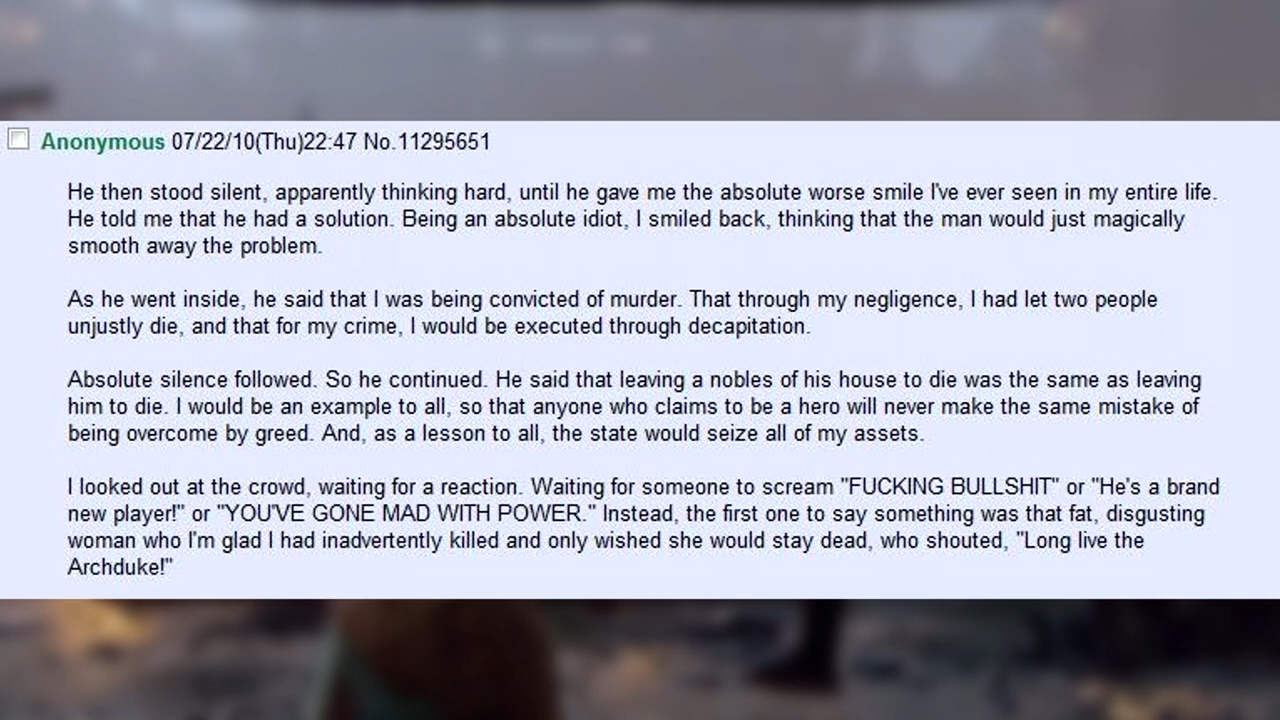 Anonymous 07/22/10(Thu)22:47 No.11295651
He then stood silent, apparently thinking hard, until he gave me the absolute worse smile I've ever seen in my entire life.
He told me that he had a solution. Being an absolute idiot, I smiled back, thinking that the man would just magically
smooth away the problem.
As he went inside, he said that I was being convicted of murder. That through my negligence, I had let two people
unjustly die, and that for my crime, I would be executed through decapitation.
Absolute silence followed. So he continued. He said that leaving a nobles of his house to die was the same as leaving
him to die. I would be an example to all, so that anyone who claims to be a hero will never make the same mistake of
being overcome by greed. And, as a lesson to all, the state would seize all of my assets.
I looked out at the crowd, waiting for a reaction. Waiting for someone to scream "FUCKING BULLSHIT" or "He's a brand
new player!" or "YOU'VE GONE MAD WITH POWER." Instead, the first one to say something was that fat, disgusting
woman who I'm glad I had inadvertently killed and only wished she would stay dead, who shouted, "Long live the
Archduke!"